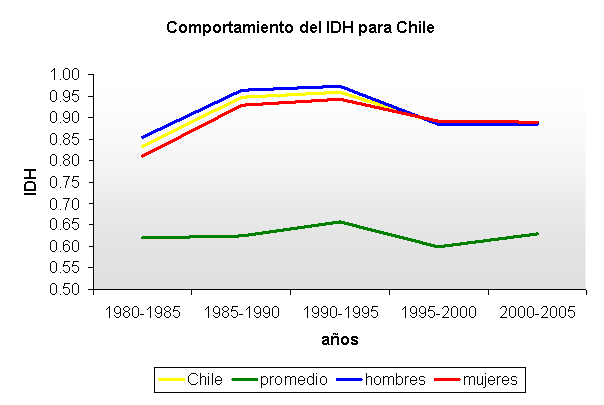 Comportamiento del IDH para Chile
1.00
0.95
0.90
0.85
0.80
0.75
0.70
0.65
0.60
0.55
0.50
IDH
1980-1985 1985-1990 1990-1995 1995-2000 2000-2005
años
Chile promedio hombres mujeres